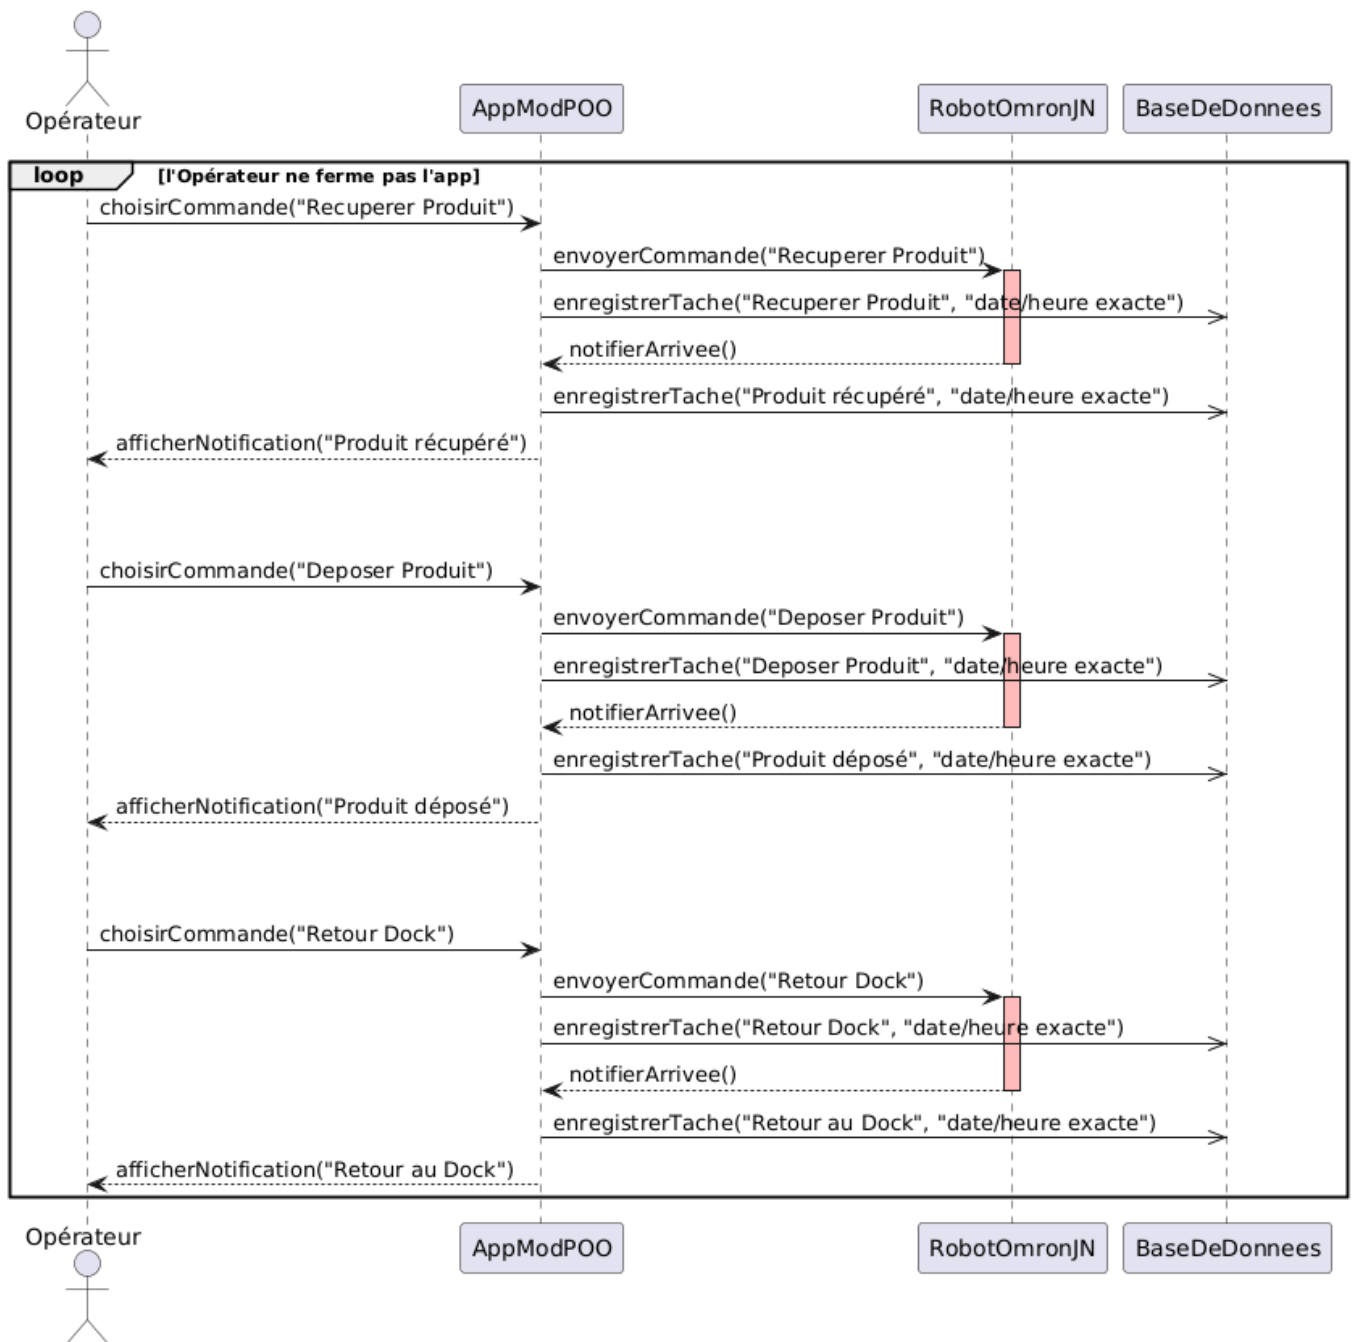 Opérateur
AppModPOO
RobotOmronJN
BaseDeDonnees
loop
[l'Opérateur ne ferme pas l'app]
choisirCommande("Recuperer Produit")
envoyerCommande("Recuperer Produit")
enregistrerTache("Recuperer Produit", "date/heure exacte")
notifierArrivee()
enregistrerTache("Produit récupéré", "date/heure exacte")
afficherNotification("Produit récupéré")
choisirCommande("Deposer Produit")
envoyerCommande("Deposer Produit")
enregistrerTache("Deposer Produit", "date/heure exacte")
notifierArrivee()
enregistrerTache("Produit déposé", "date/heure exacte")
afficherNotification("Produit déposé")
choisirCommande("Retour Dock")
envoyerCommande("Retour Dock")
enregistrerTache("Retour Dock", "date/heure exacte")
notifierArrivee()
enregistrerTache("Retour au Dock", "date/heure exacte")
afficherNotification("Retour au Dock")
Opérateur
AppModPOO
RobotOmronJN
BaseDeDonnees